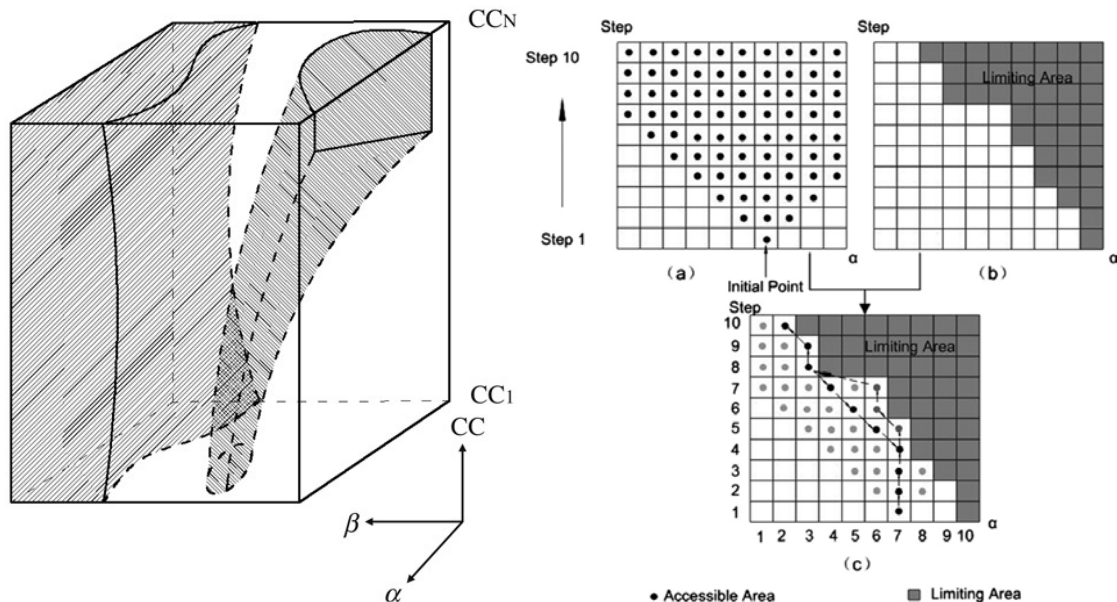 CCN
CC1
CC
β
α
Step
Step 10
Step 1
α
(a)
Initial Point
Step
Limiting Area
α
(b)
Step
10
9
8
7
6
5
4
3
2
1
Limiting Area
α
1 2 3 4 5 6 7 8 9 10
(c)
Accessible Area
Limiting Area